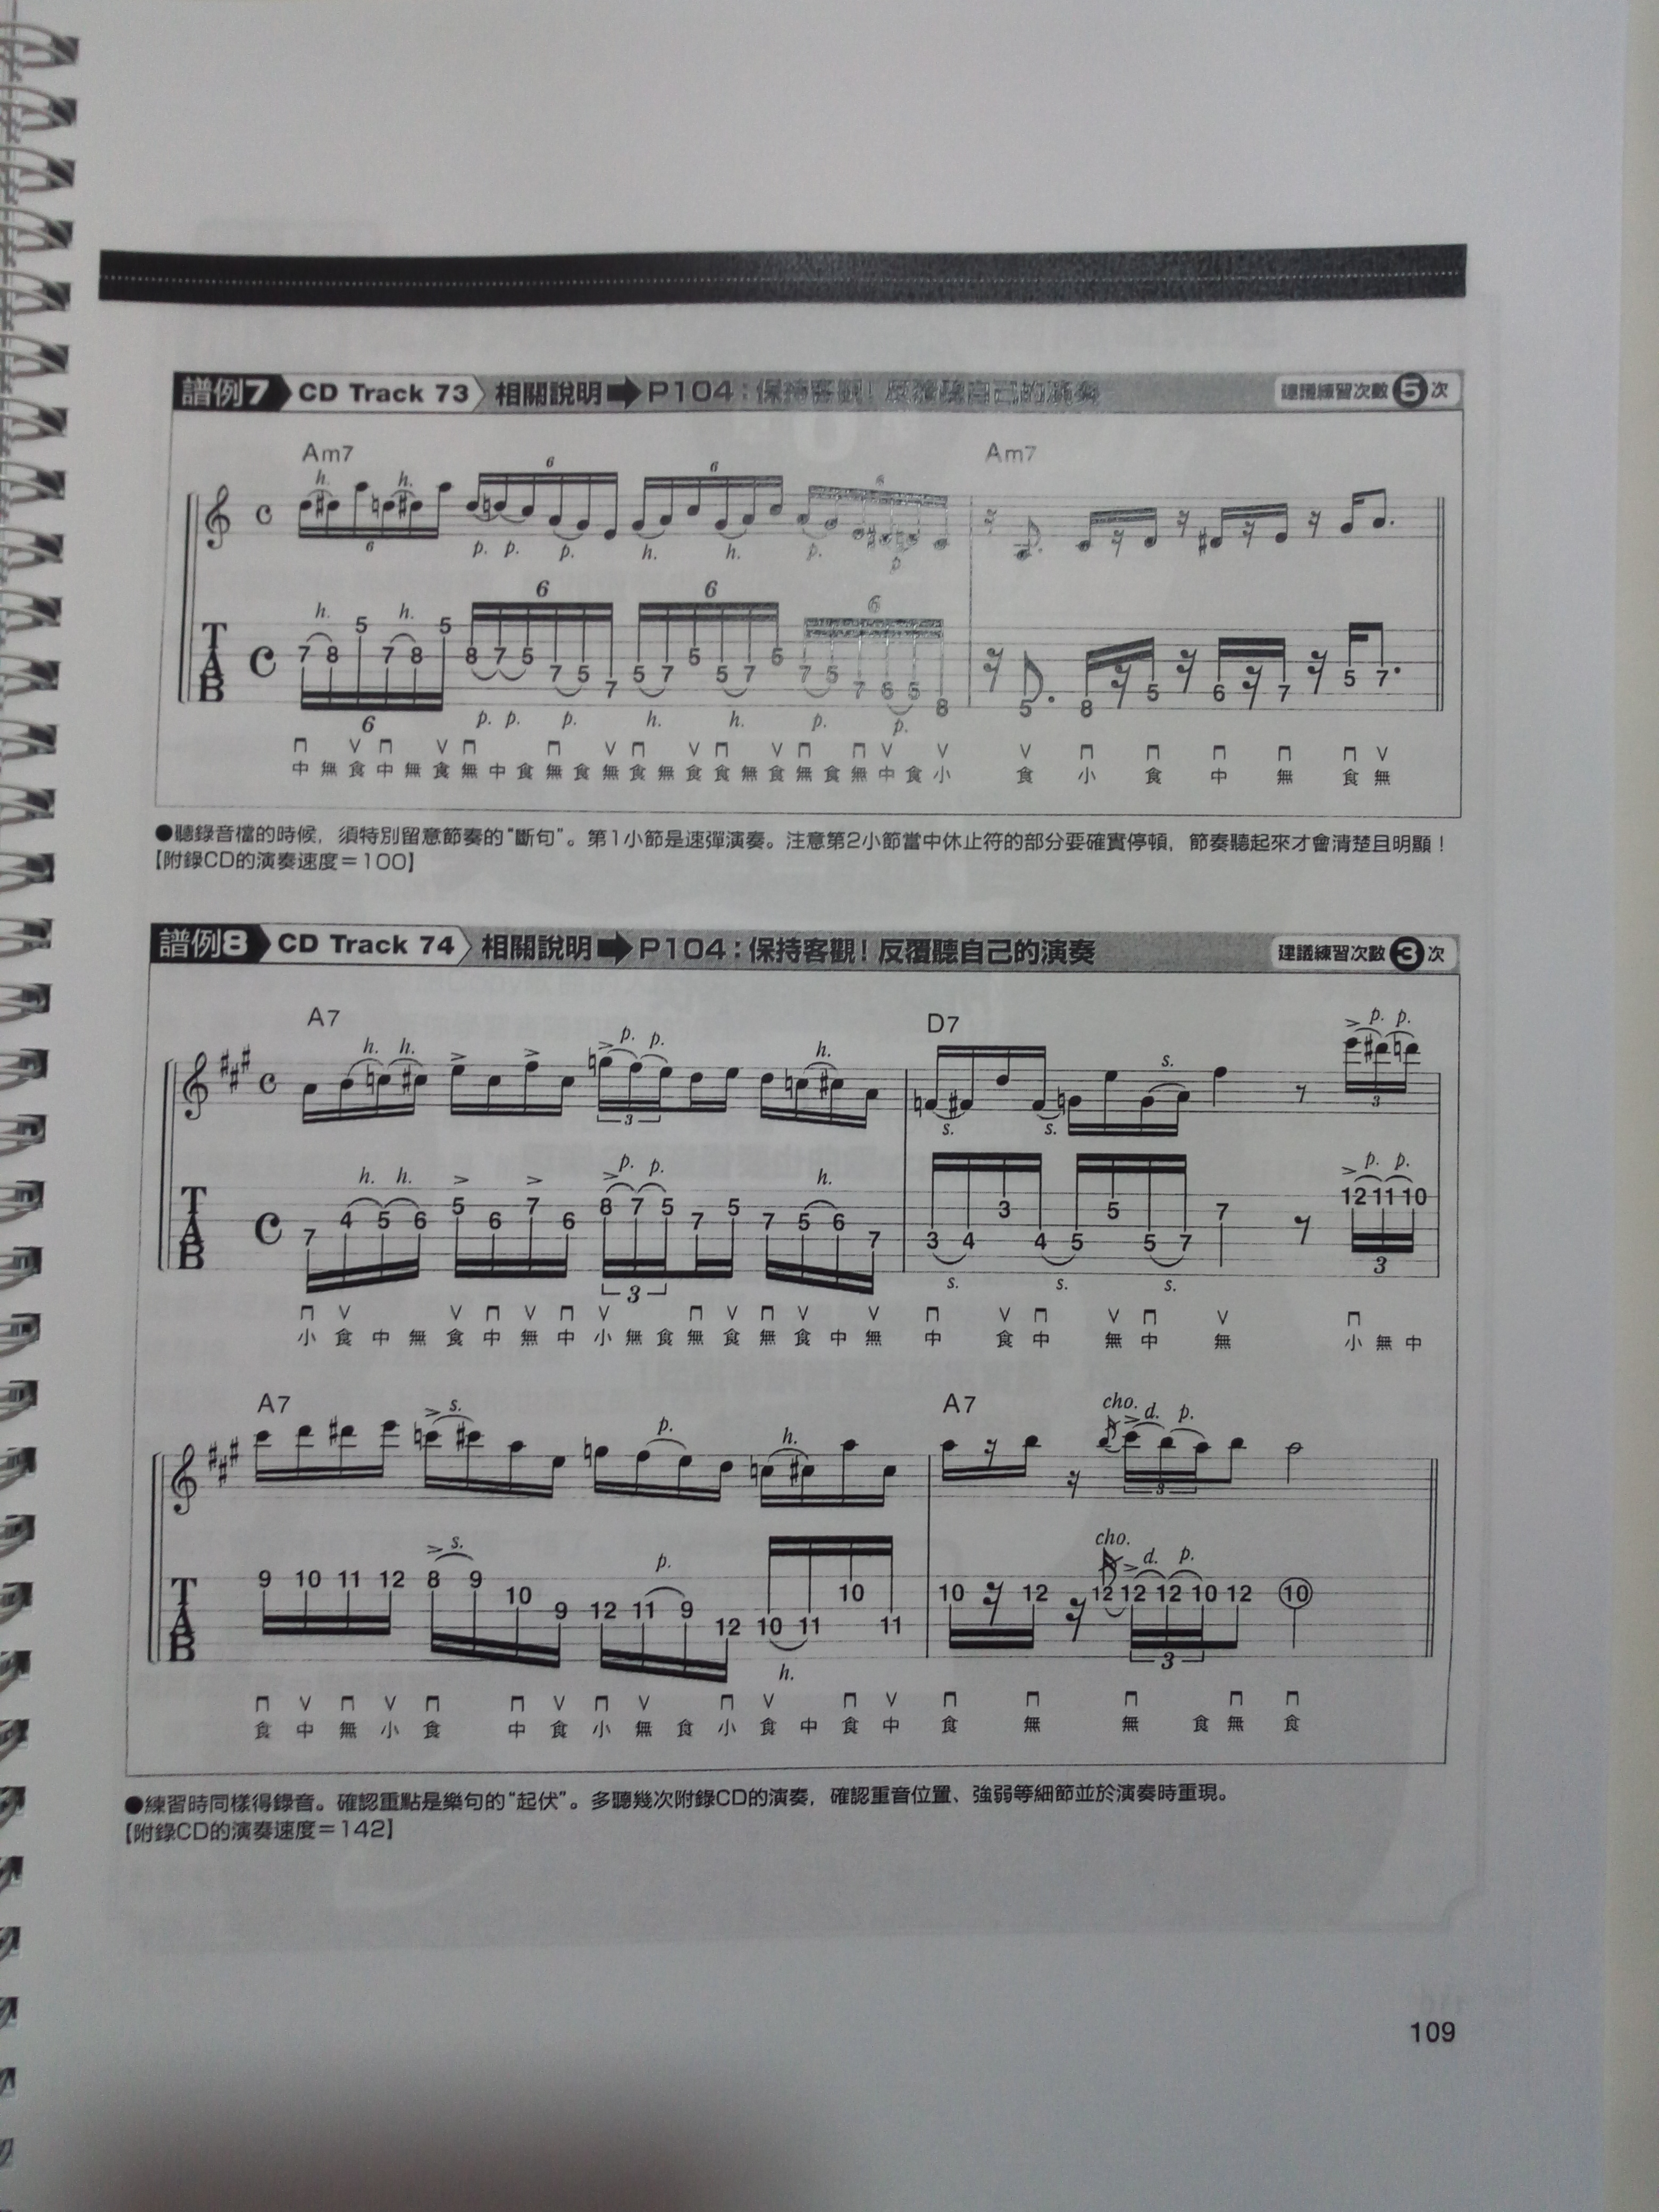 譜例7 CD Track 73 相關說明➡P104：保持客觀！反覆聽自己的演奏 建議練習次數5次
Am7 Am7
h. h. 6 6 6
6 p. p. p. h. h. p. p
6 6 6
h. h.
T A B C 7 8 5 7 8 5 8 7 5 7 5 7 5 7 5 5 7 5 7 5 7 6 5 8 5 8 5 6 7 5 7
6 p. p. p. h. h. p. p.
中 無 食 中 無 食 無 中 食 無 食 無 食 無 食 食 無 食 無 食 無 中 食 小 食 小 食 中 無 食 無
●聽錄音檔的時候，須特別留意節奏的“斷句”。第1小節是速彈演奏。注意第2小節當中休止符的部分要確實停頓，節奏聽起來才會清楚且明顯！
【附錄CD的演奏速度＝100】
譜例8 CD Track 74 相關說明➡P104：保持客觀！反覆聽自己的演奏 建議練習次數3次
A7 D7
h. h. p. p. h. s. p. p.
3 s. s. 3
h. h. p. p. h. p. p.
T A B C 7 4 5 6 5 6 7 6 8 7 5 7 5 7 5 6 7 3 4 3 4 5 5 5 7 7 12 11 10
3 s. s. s. 3
小 食 中 無 食 中 無 中 小 無 食 無 食 無 食 中 無 中 食 中 無 中 無 小 無 中
A7 A7
s. p. h. cho. d. p.
3
s. p. cho. d. p.
T A B 9 10 11 12 8 9 10 9 12 11 9 12 10 11 10 11 10 12 12 12 12 10 12 10
h. 3
食 中 無 小 食 中 食 小 無 食 小 食 中 食 中 食 無 無 食 無 食
●練習時同樣得錄音。確認重點是樂句的“起伏”。多聽幾次附錄CD的演奏，確認重音位置、強弱等細節並於演奏時重現。
【附錄CD的演奏速度＝142】
109